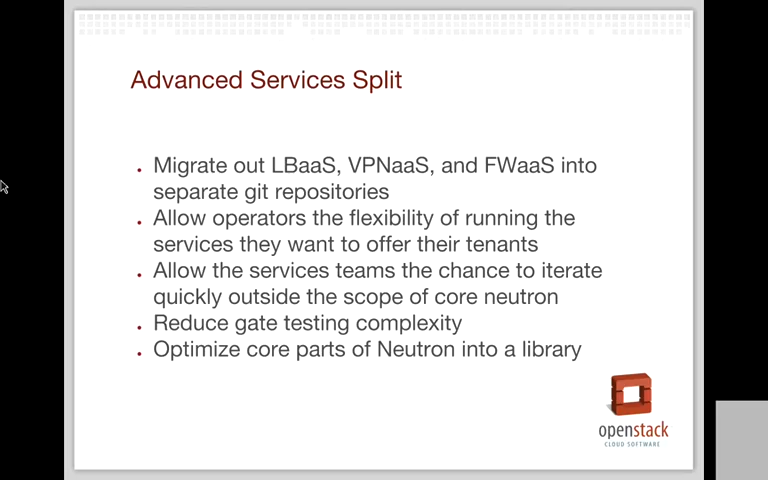 Advanced Services Split
• Migrate out LBaaS, VPNaaS, and FWaaS into
separate git repositories
• Allow operators the flexibility of running the
services they want to offer their tenants
• Allow the services teams the chance to iterate
quickly outside the scope of core neutron
• Reduce gate testing complexity
• Optimize core parts of Neutron into a library
openstack
CLOUD SOFTWARE